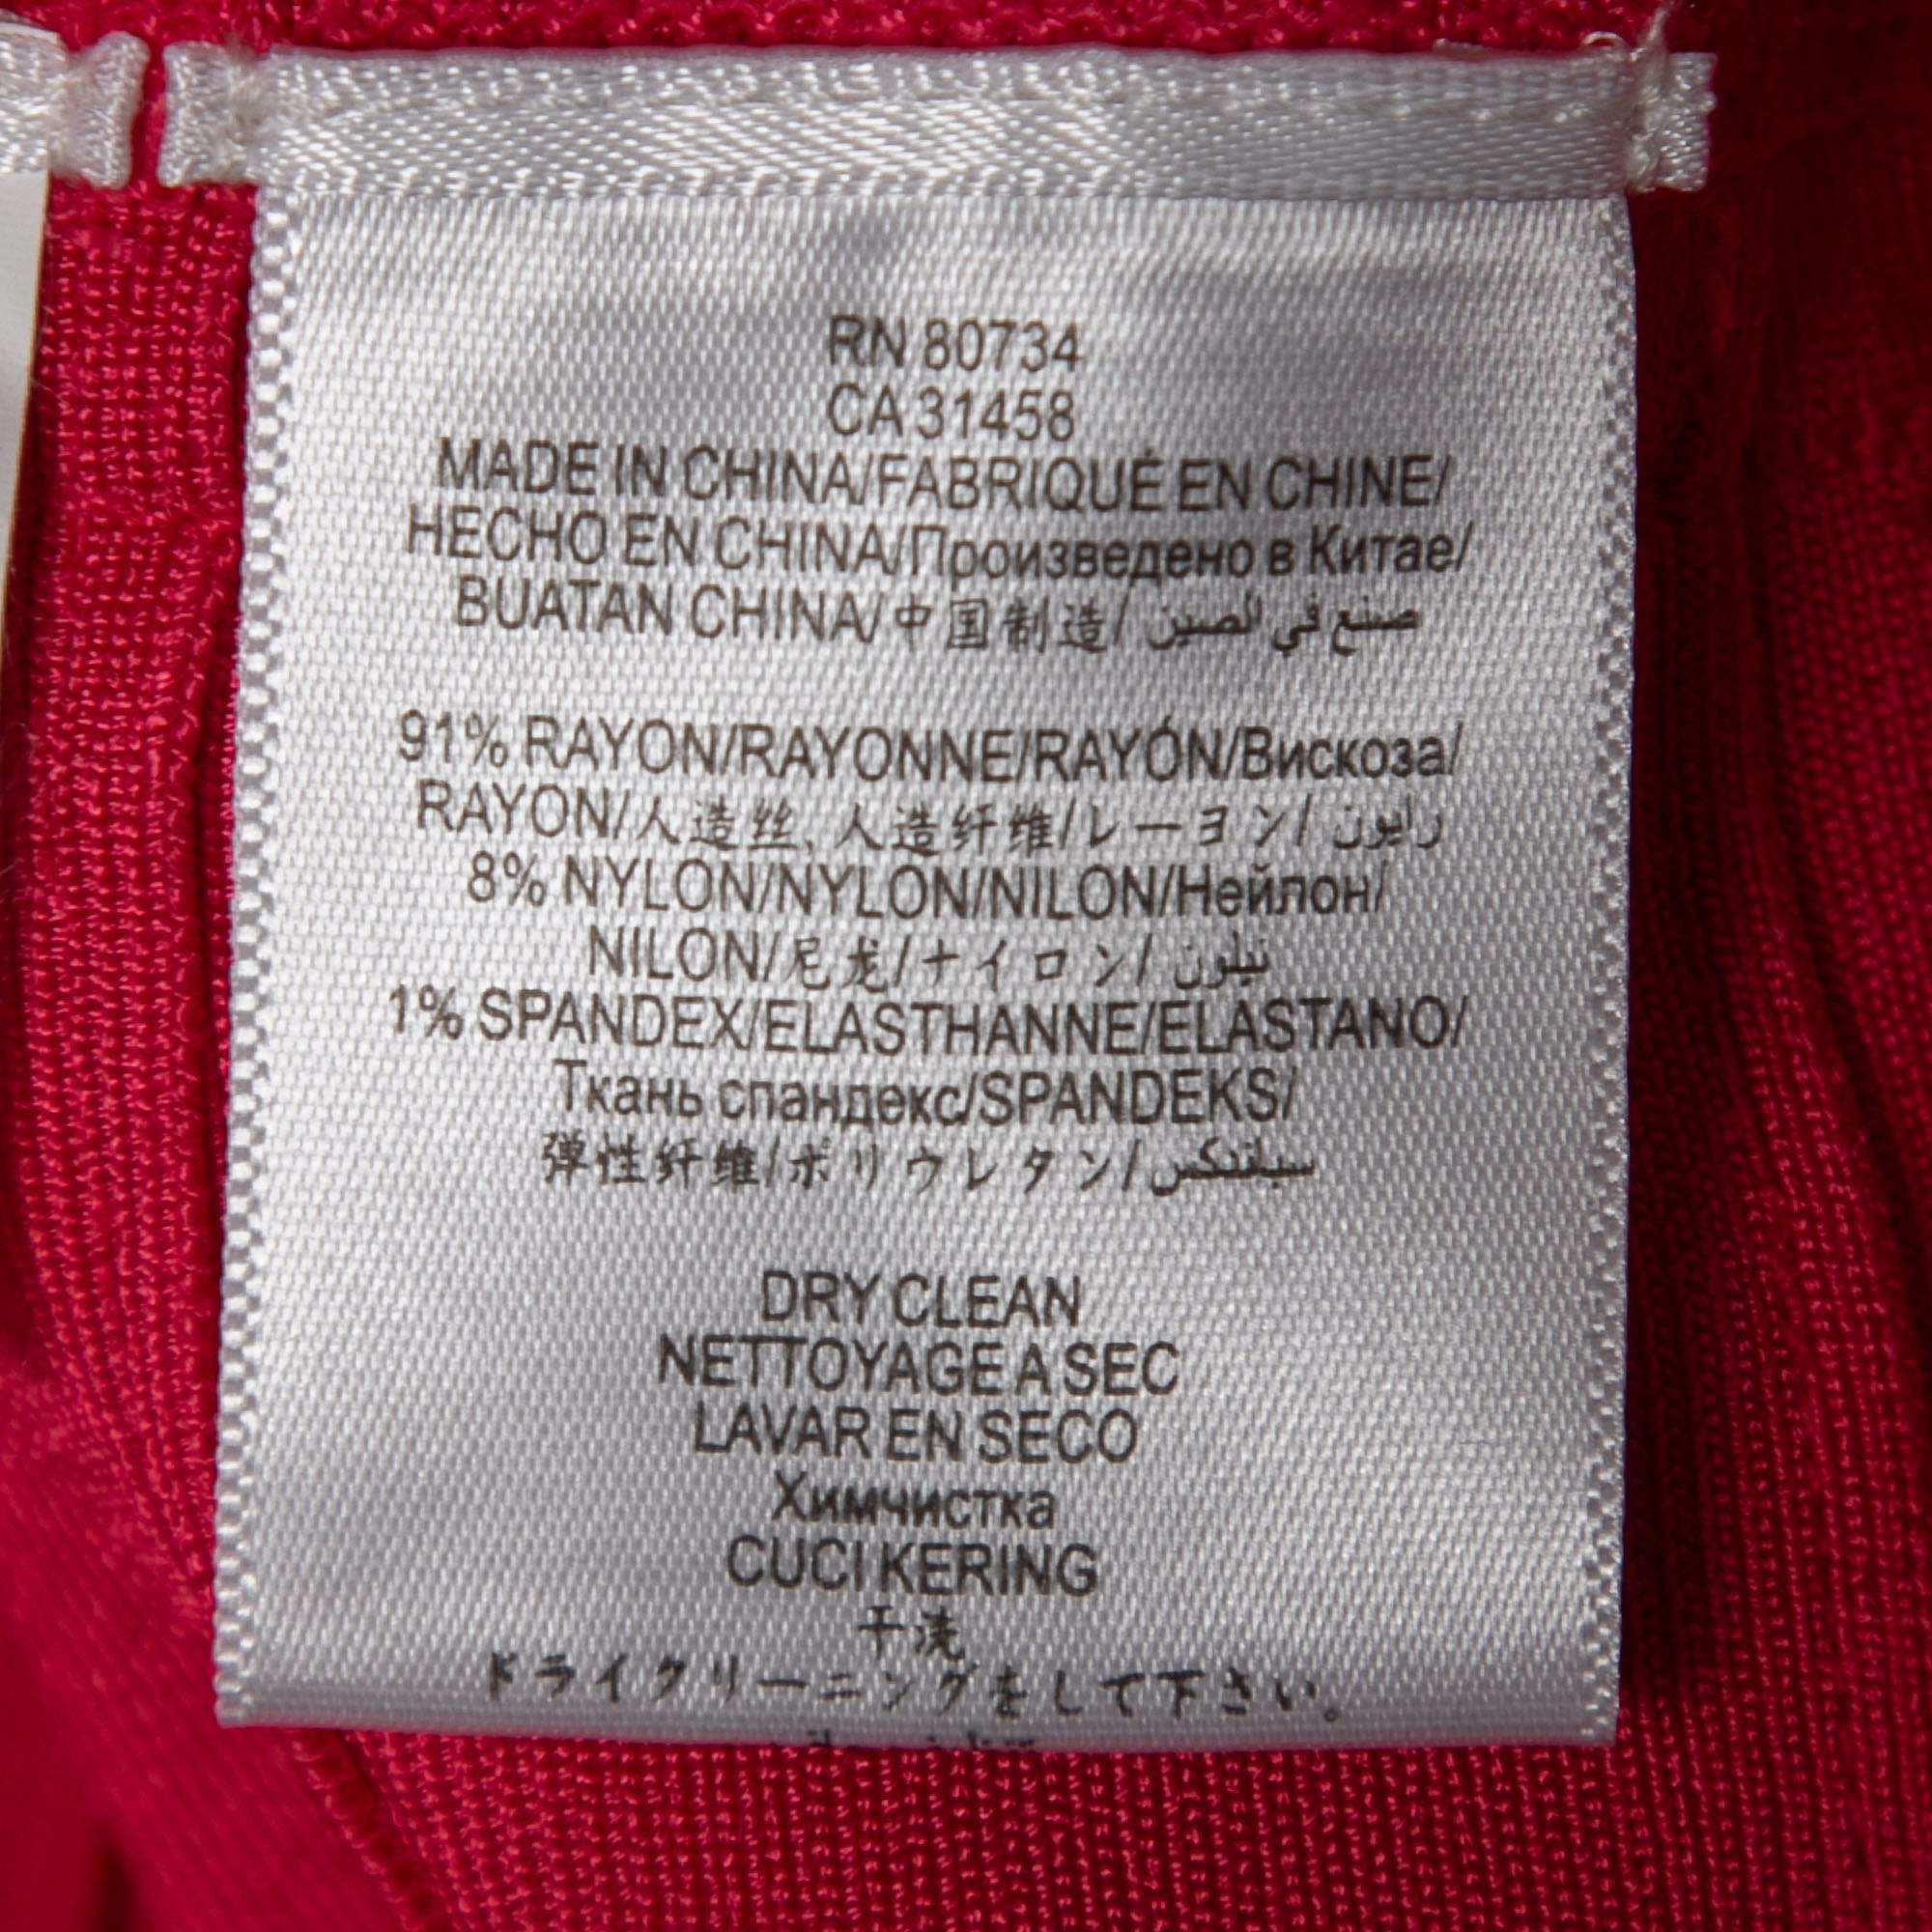 RN 80734
CA 31458
MADE IN CHINA/FABRIQUÉ EN CHINE/
HECHO EN CHINA/Произведено в Китае/
BUATAN CHINA/中国制造/ صنع في الصين
91% RAYON/RAYONNE/RAYÓN/Вискоза/
RAYON/人造丝, 人造纤维/レーヨン/ رايون
8% NYLON/NYLON/NILON/Нейлон/
NILON/尼龙/ナイロン/ نيلون
1% SPANDEX/ELASTHANNE/ELASTANO/
Ткань спандекс/SPANDEKS/
弹性纤维/ポリウレタン/ سباندكس
DRY CLEAN
NETTOYAGE A SEC
LAVAR EN SECO
Химчистка
CUCI KERING
干洗
ドライクリーニングをして下さい。